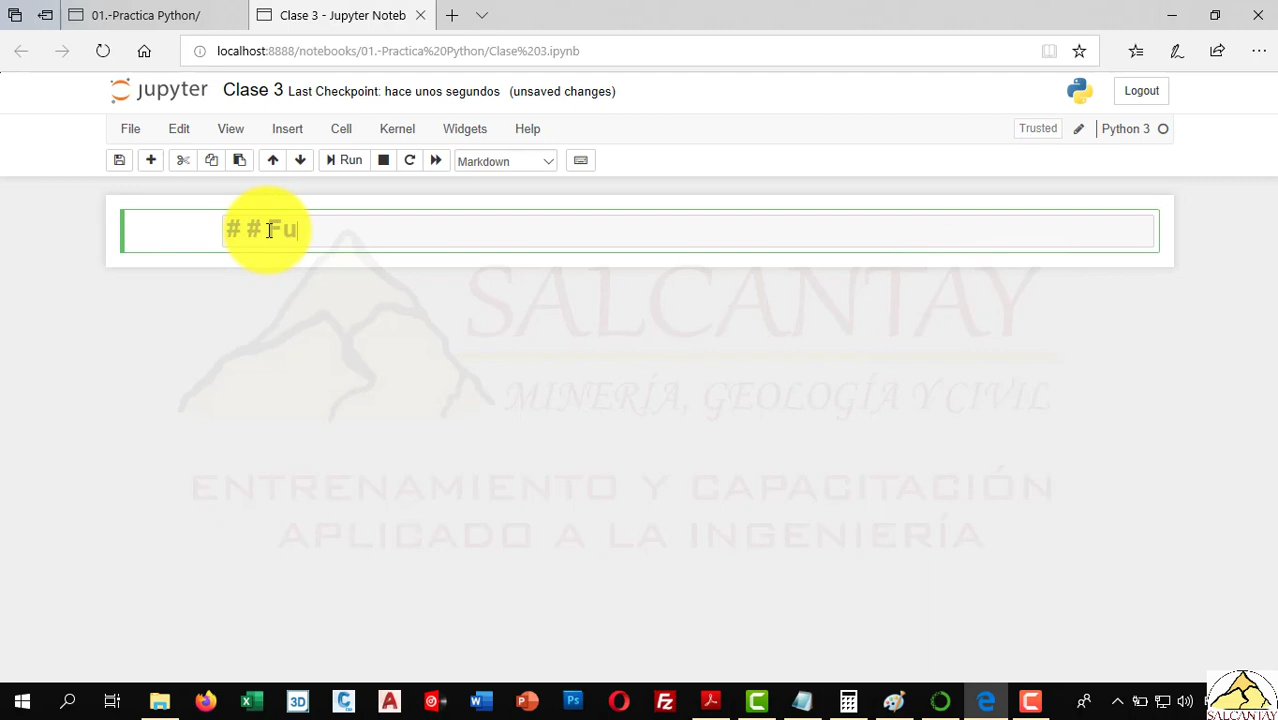 01.-Practica Python/
Clase 3 - Jupyter Noteb
localhost:8888/notebooks/01.-Practica%20Python/Clase%203.ipynb
jupyter Clase 3 Last Checkpoint: hace unos segundos (unsaved changes)
Logout
File Edit View Insert Cell Kernel Widgets Help
Trusted
Python 3
Run
Markdown
# # Fu
SALCANTAY
MINERÍA, GEOLOGÍA Y CIVIL
ENTRENAMIENTO Y CAPACITACIÓN
APLICADO A LA INGENIERÍA
SALCANTAY